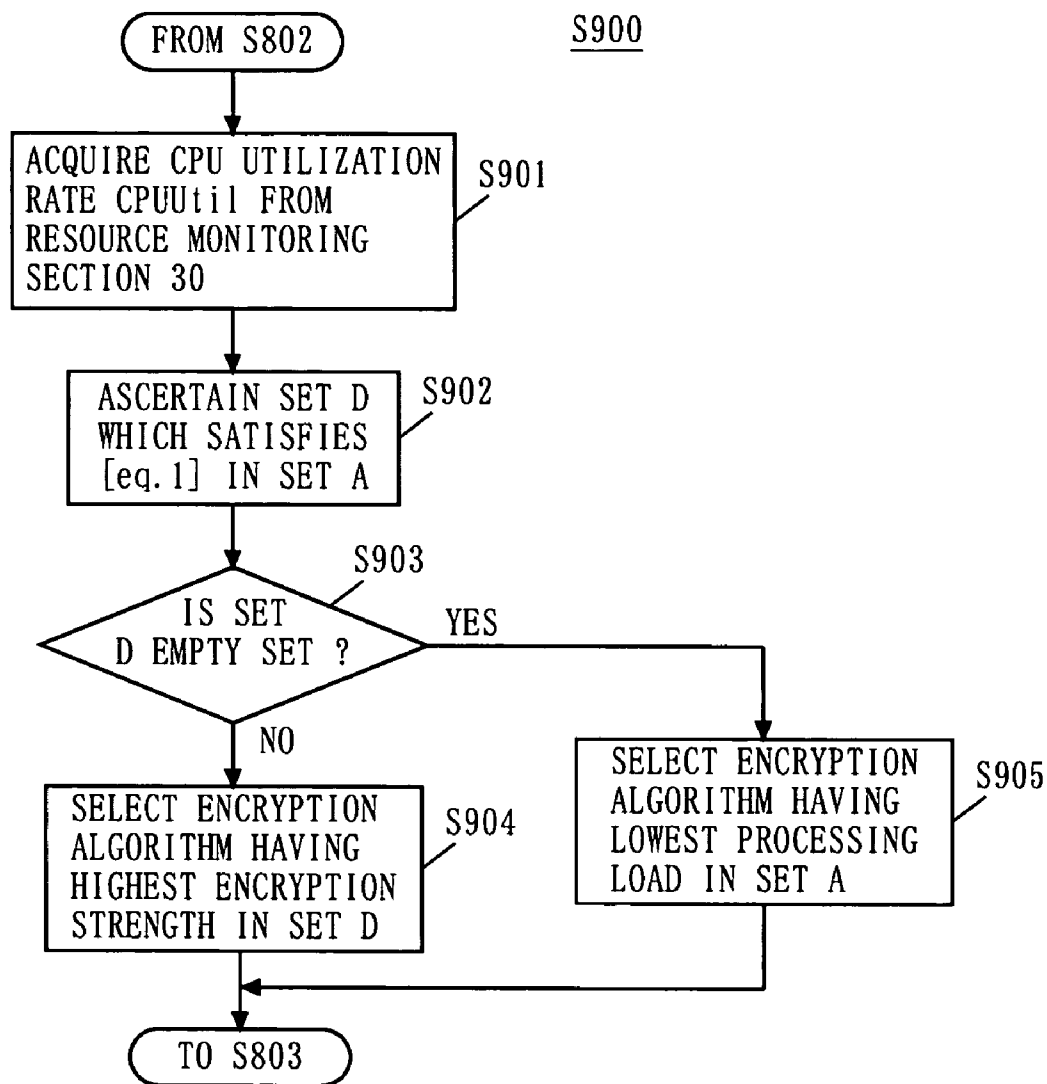 FROM S802
S900
ACQUIRE CPU UTILIZATION
RATE CPUUtil FROM
RESOURCE MONITORING
SECTION 30
S901
ASCERTAIN SET D
WHICH SATISFIES
[eq.1] IN SET A
S902
S903
IS SET
D EMPTY SET ?
YES
NO
SELECT ENCRYPTION
ALGORITHM HAVING
HIGHEST ENCRYPTION
STRENGTH IN SET D
S904
SELECT ENCRYPTION
ALGORITHM HAVING
LOWEST PROCESSING
LOAD IN SET A
S905
TO S803